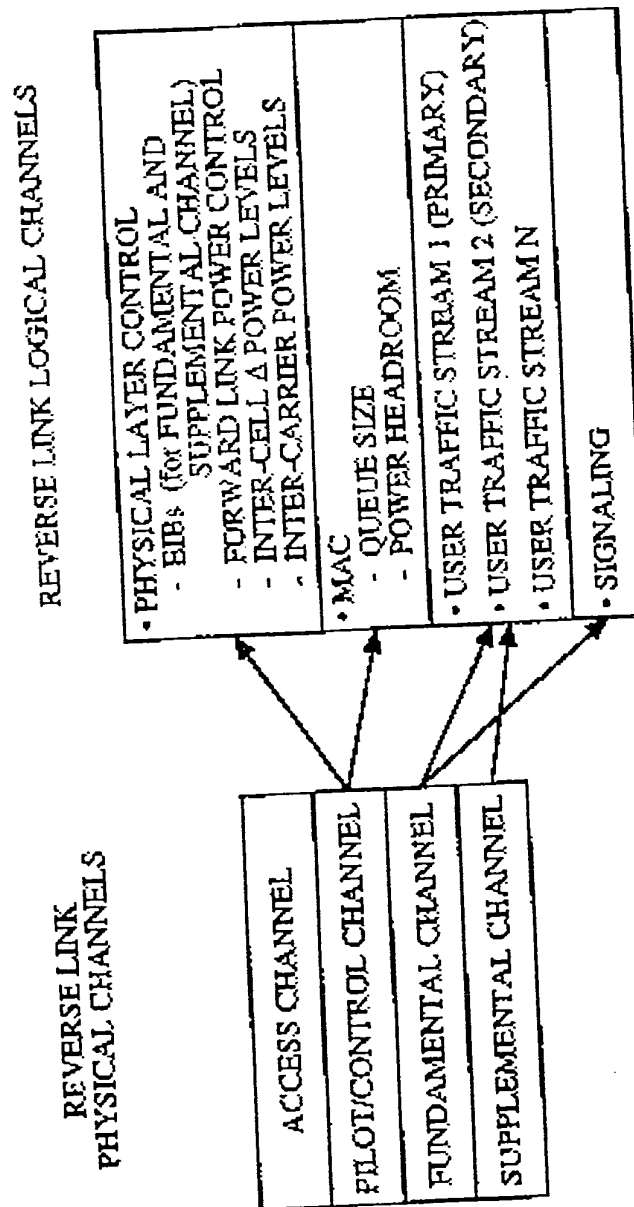 REVERSE LINK
PHYSICAL CHANNELS
ACCESS CHANNEL
PILOT/CONTROL CHANNEL
FUNDAMENTAL CHANNEL
SUPPLEMENTAL CHANNEL
REVERSE LINK LOGICAL CHANNELS
• PHYSICAL LAYER CONTROL
- EIBs (for FUNDAMENTAL AND
SUPPLEMENTAL CHANNEL)
- FORWARD LINK POWER CONTROL
- INTER-CELL Δ POWER LEVELS
- INTER-CARRIER POWER LEVELS
• MAC
- QUEUE SIZE
- POWER HEADROOM
• USER TRAFFIC STREAM 1 (PRIMARY)
• USER TRAFFIC STREAM 2 (SECONDARY)
• USER TRAFFIC STREAM N
• SIGNALING